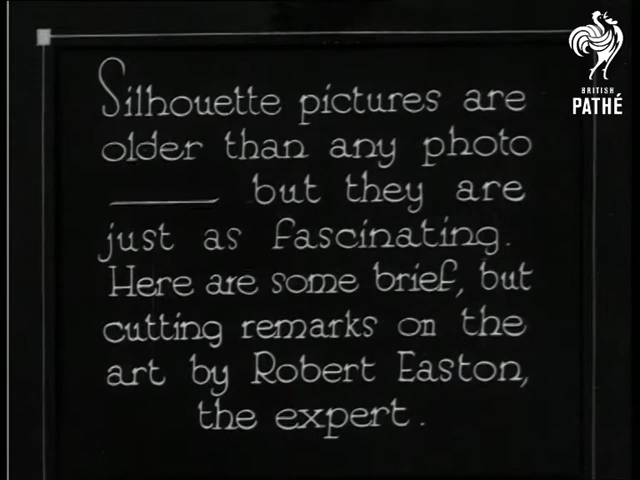 BRITISH
PATHÉ
Silhouette pictures are
older than any photo
—— but they are
just as fascinating.
Here are some brief, but
cutting remarks on the
art by Robert Easton,
the expert.